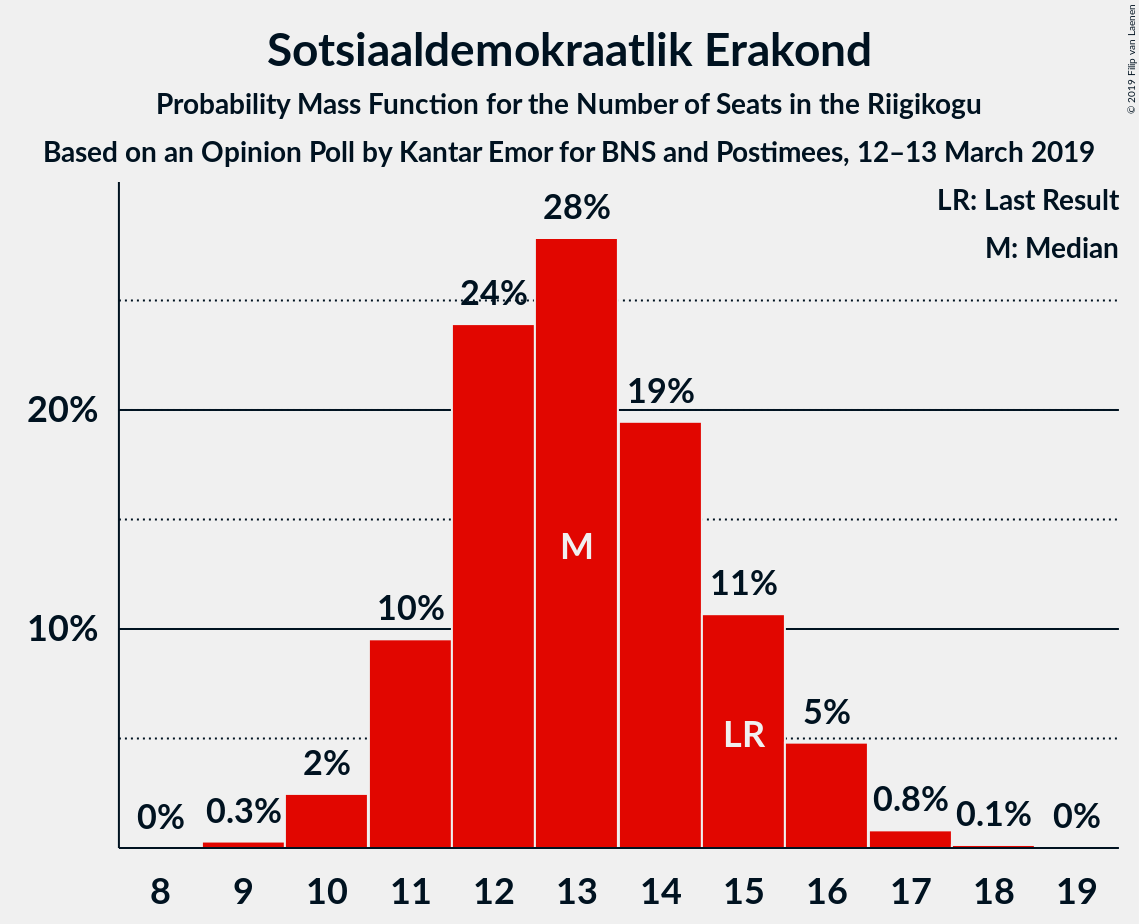 Sotsiaaldemokraatlik Erakond
Probability Mass Function for the Number of Seats in the Riigikogu
Based on an Opinion Poll by Kantar Emor for BNS and Postimees, 12–13 March 2019
© 2019 Filip van Laenen
LR: Last Result
M: Median
28%
24%
20%
19%
M
11%
10%
10%
LR
5%
2%
0.8%
0.3%
0.1%
0%
0%
8 9 10 11 12 13 14 15 16 17 18 19